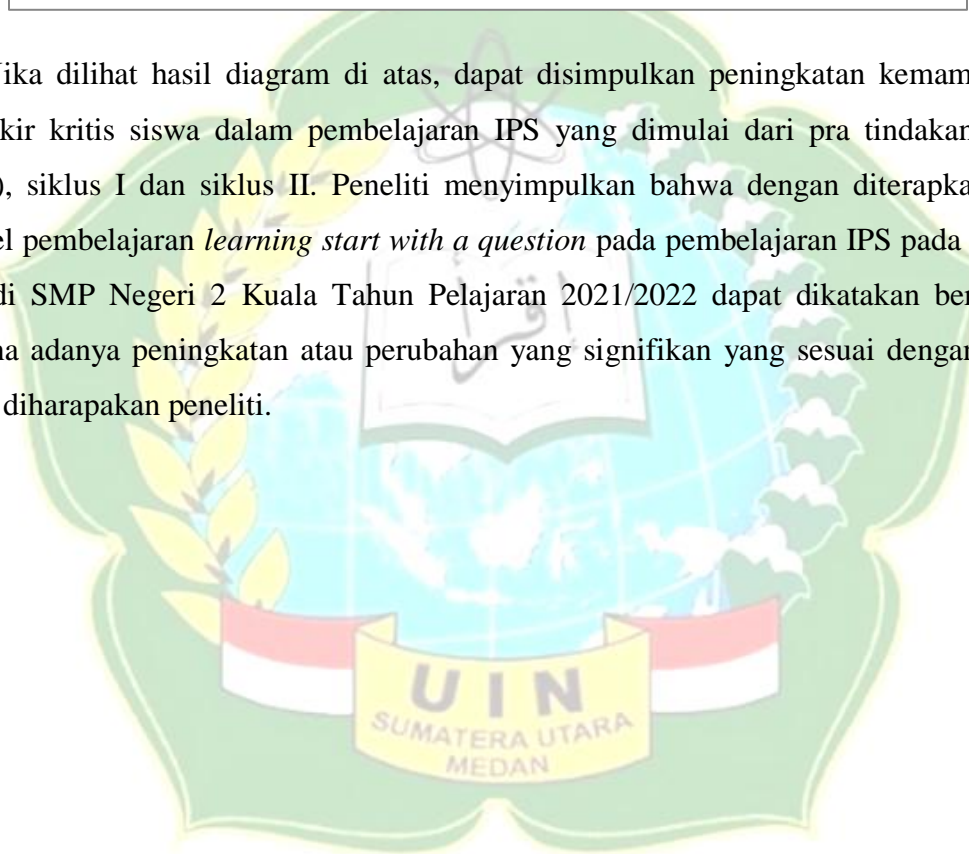 Jika dilihat hasil diagram di atas, dapat disimpulkan peningkatan kemam
kir kritis siswa dalam pembelajaran IPS yang dimulai dari pra tindakan
), siklus I dan siklus II. Peneliti menyimpulkan bahwa dengan diterapka
el pembelajaran learning start with a question pada pembelajaran IPS pada
di SMP Negeri 2 Kuala Tahun Pelajaran 2021/2022 dapat dikatakan ber
na adanya peningkatan atau perubahan yang signifikan yang sesuai dengan
diharapakan peneliti.
اقرأ
UIN
SUMATERA UTARA
MEDAN